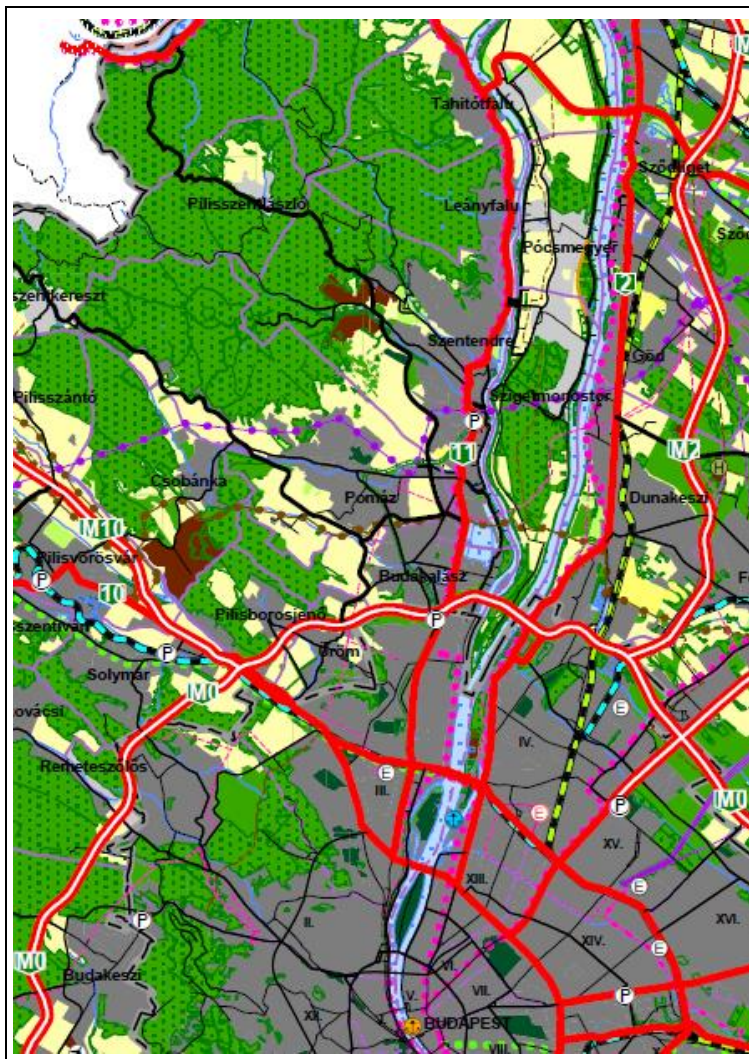 Tahitótfalu
Sződliget
Pilisszentlászló
Leányfalu
Pócsmegyer
2
szentkereszt
Szentendre
Göd
Pilisszántó
Szigetmonostor
P
11
M2
H
Csobánka
Pomáz
Dunakeszi
M10
Pilisvörösvár
P
10
Budakalász
Pilisborosjenő
P
P
Üröm
Solymár
M0
E
IV.
Remeteszőlős
E
III.
M0
P
E
XV.
XIII.
E
II.
XVI.
P
XIV.
E
M0
Budakeszi
VI.
V.
VII.
P
XII.
BUDAPEST
VIII.